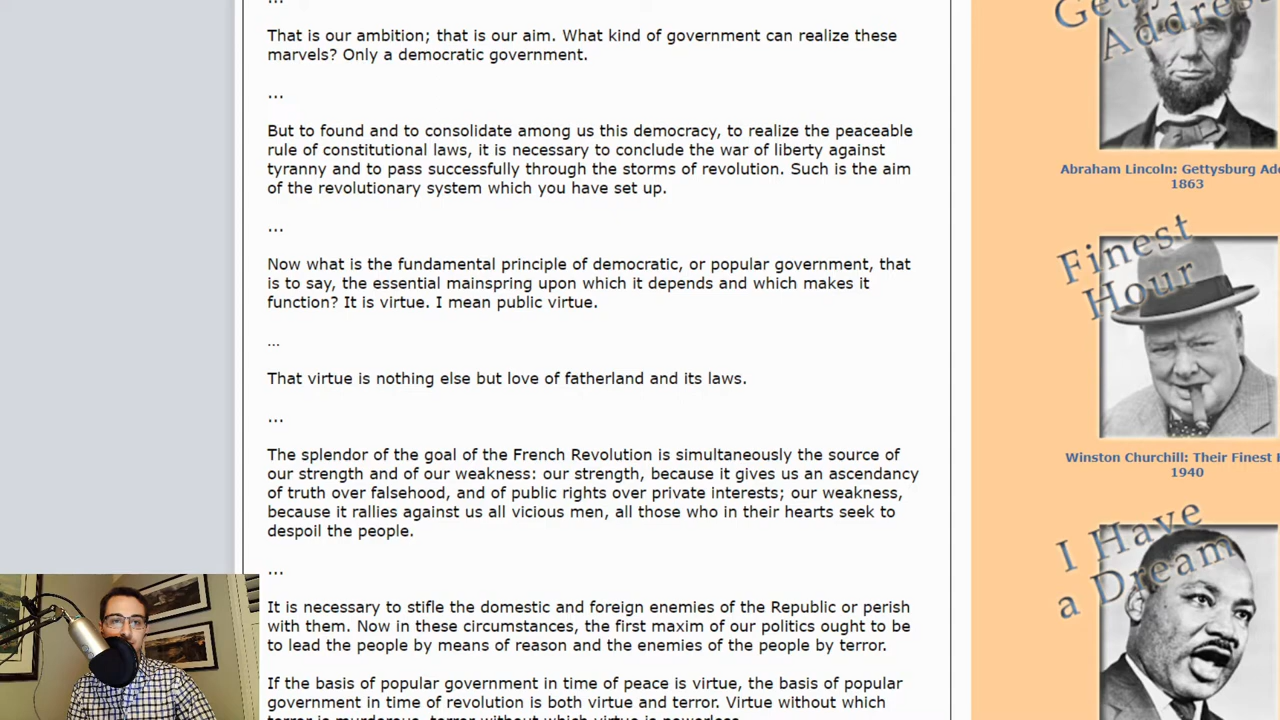 ...
That is our ambition; that is our aim. What kind of government can realize these
marvels? Only a democratic government.
...
But to found and to consolidate among us this democracy, to realize the peaceable
rule of constitutional laws, it is necessary to conclude the war of liberty against
tyranny and to pass successfully through the storms of revolution. Such is the aim
of the revolutionary system which you have set up.
...
Now what is the fundamental principle of democratic, or popular government, that
is to say, the essential mainspring upon which it depends and which makes it
function? It is virtue. I mean public virtue.
...
That virtue is nothing else but love of fatherland and its laws.
...
The splendor of the goal of the French Revolution is simultaneously the source of
our strength and of our weakness: our strength, because it gives us an ascendancy
of truth over falsehood, and of public rights over private interests; our weakness,
because it rallies against us all vicious men, all those who in their hearts seek to
despoil the people.
...
It is necessary to stifle the domestic and foreign enemies of the Republic or perish
with them. Now in these circumstances, the first maxim of our politics ought to be
to lead the people by means of reason and the enemies of the people by terror.
If the basis of popular government in time of peace is virtue, the basis of popular
government in time of revolution is both virtue and terror. Virtue without which
terror is murderous, terror without which virtue is powerless.
Address
Abraham Lincoln: Gettysburg
1863
Finest
Hour
Winston Churchill: Their Finest
1940
I Have
a Dream